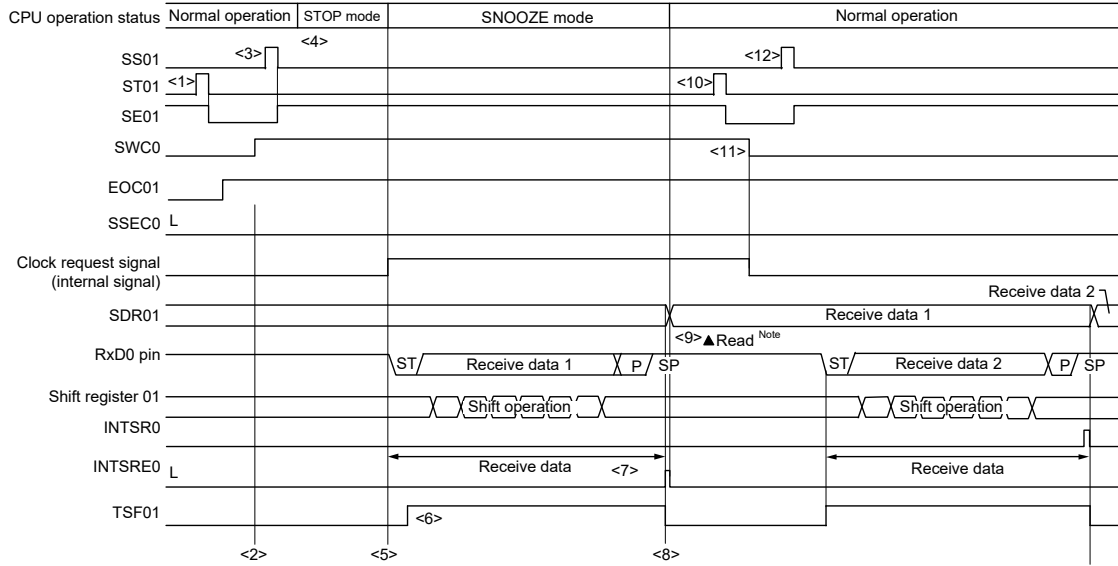 CPU operation status Normal operation STOP mode SNOOZE mode Normal operation
<4>
SS01 <3> <12>
ST01 <1> <10>
SE01
SWC0 <11>
EOC01
SSEC0 L
Clock request signal
(internal signal)
Receive data 2
SDR01 Receive data 1
<9> ▲Read Note
RxD0 pin ST Receive data 1 P SP ST Receive data 2 P SP
Shift register 01 Shift operation Shift operation
INTSR0
INTSRE0 L Receive data <7> Receive data
TSF01 <6>
<2> <5> <8>